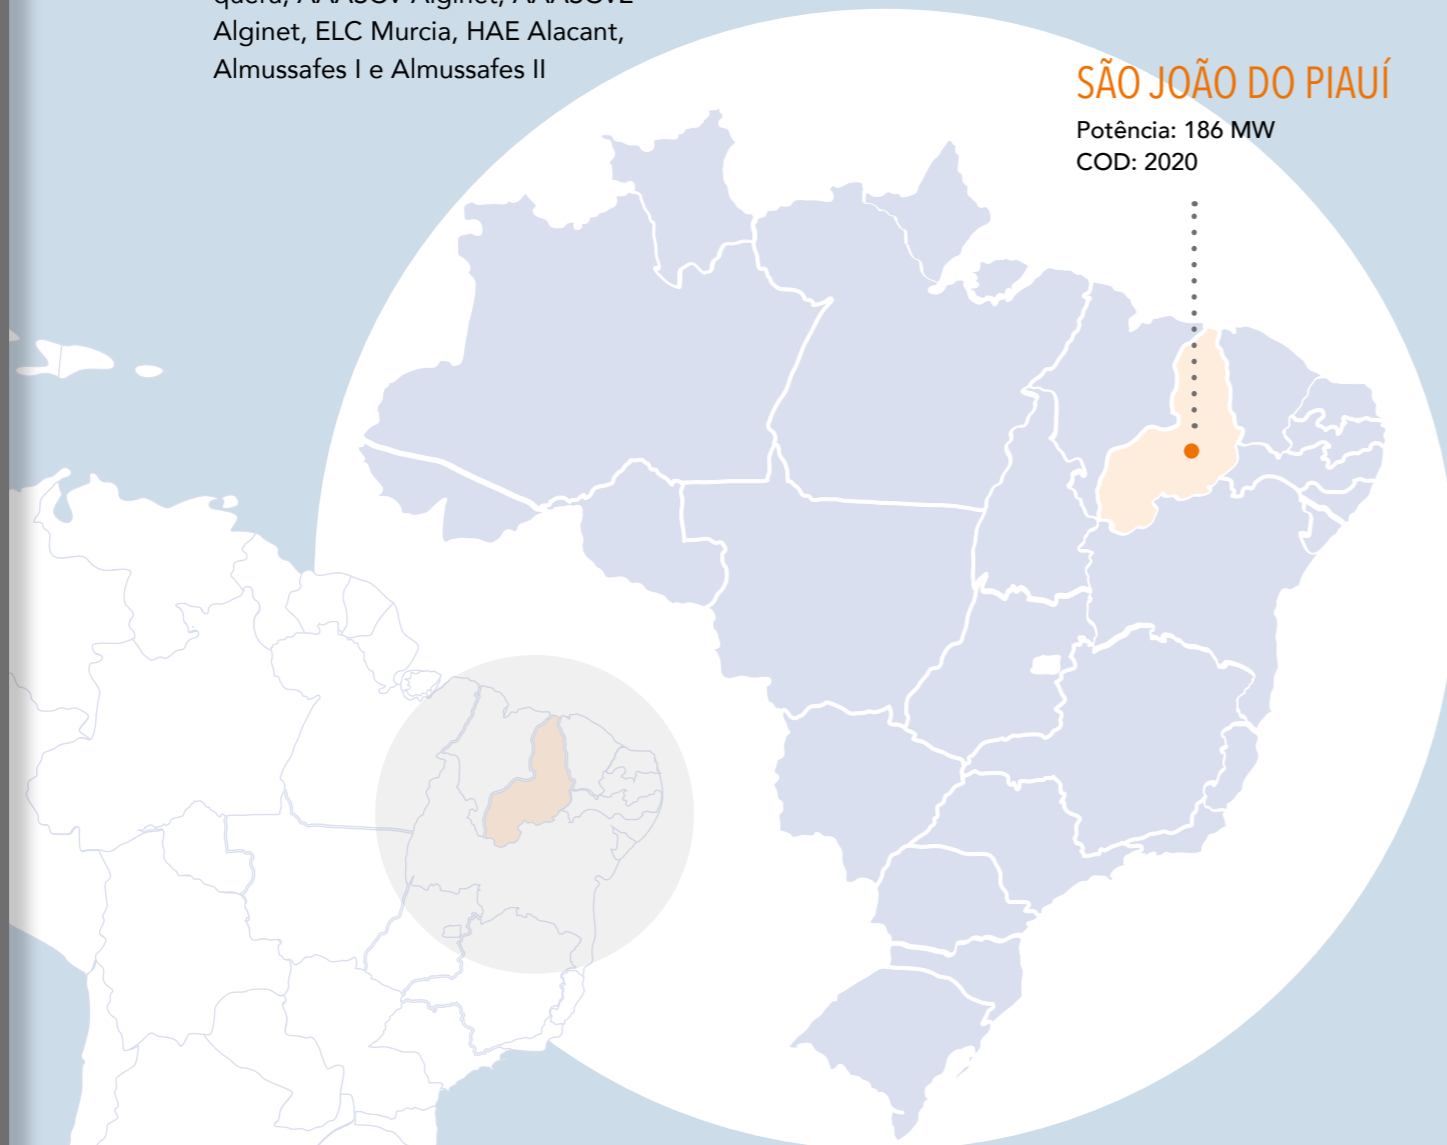 Alginet, ELC Murcia, HAE Alacant,
Almussafes I e Almussafes II
SÃO JOÃO DO PIAUÍ
Potência: 186 MW
COD: 2020